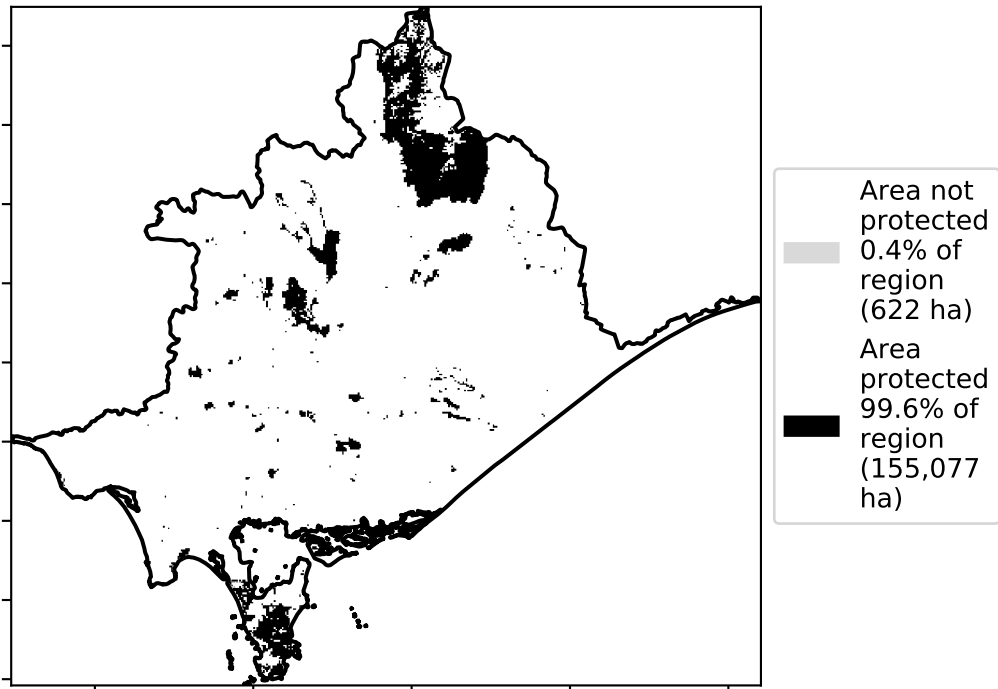 Area not
protected
0.4% of
region
(622 ha)
Area
protected
99.6% of
region
(155,077
ha)